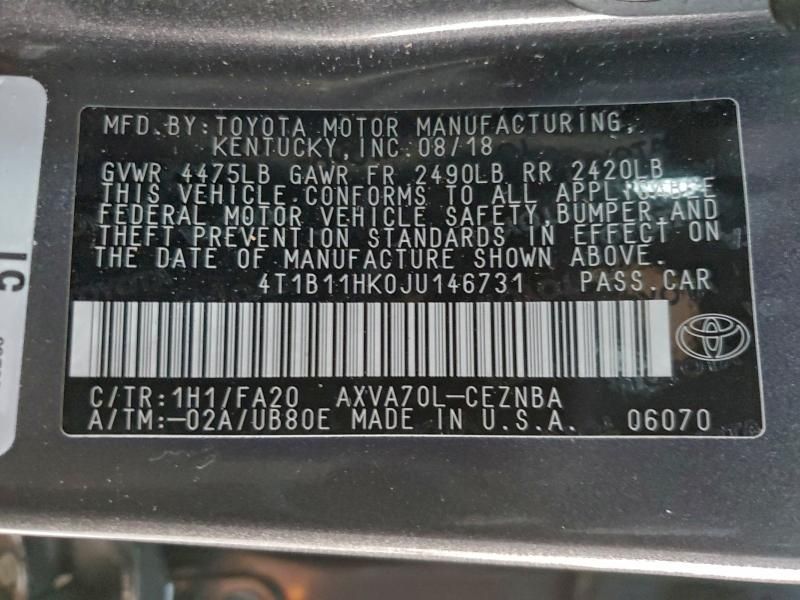 MFD.BY:TOYOTA MOTOR MANUFACTURING,
KENTUCKY, INC. 08/18
GVWR 4475LB GAWR FR 2490LB RR 2420LB
THIS VEHICLE CONFORMS TO ALL APPLICABLE
FEDERAL MOTOR VEHICLE SAFETY,BUMPER,AND
THEFT PREVENTION STANDARDS IN EFFECT ON
THE DATE OF MANUFACTURE SHOWN ABOVE.
4T1B11HK0JU146731 PASS.CAR
C/TR:1H1/FA20 AXVA70L-CEZNBA
A/TM:-02A/UB80E MADE IN U.S.A. 06070